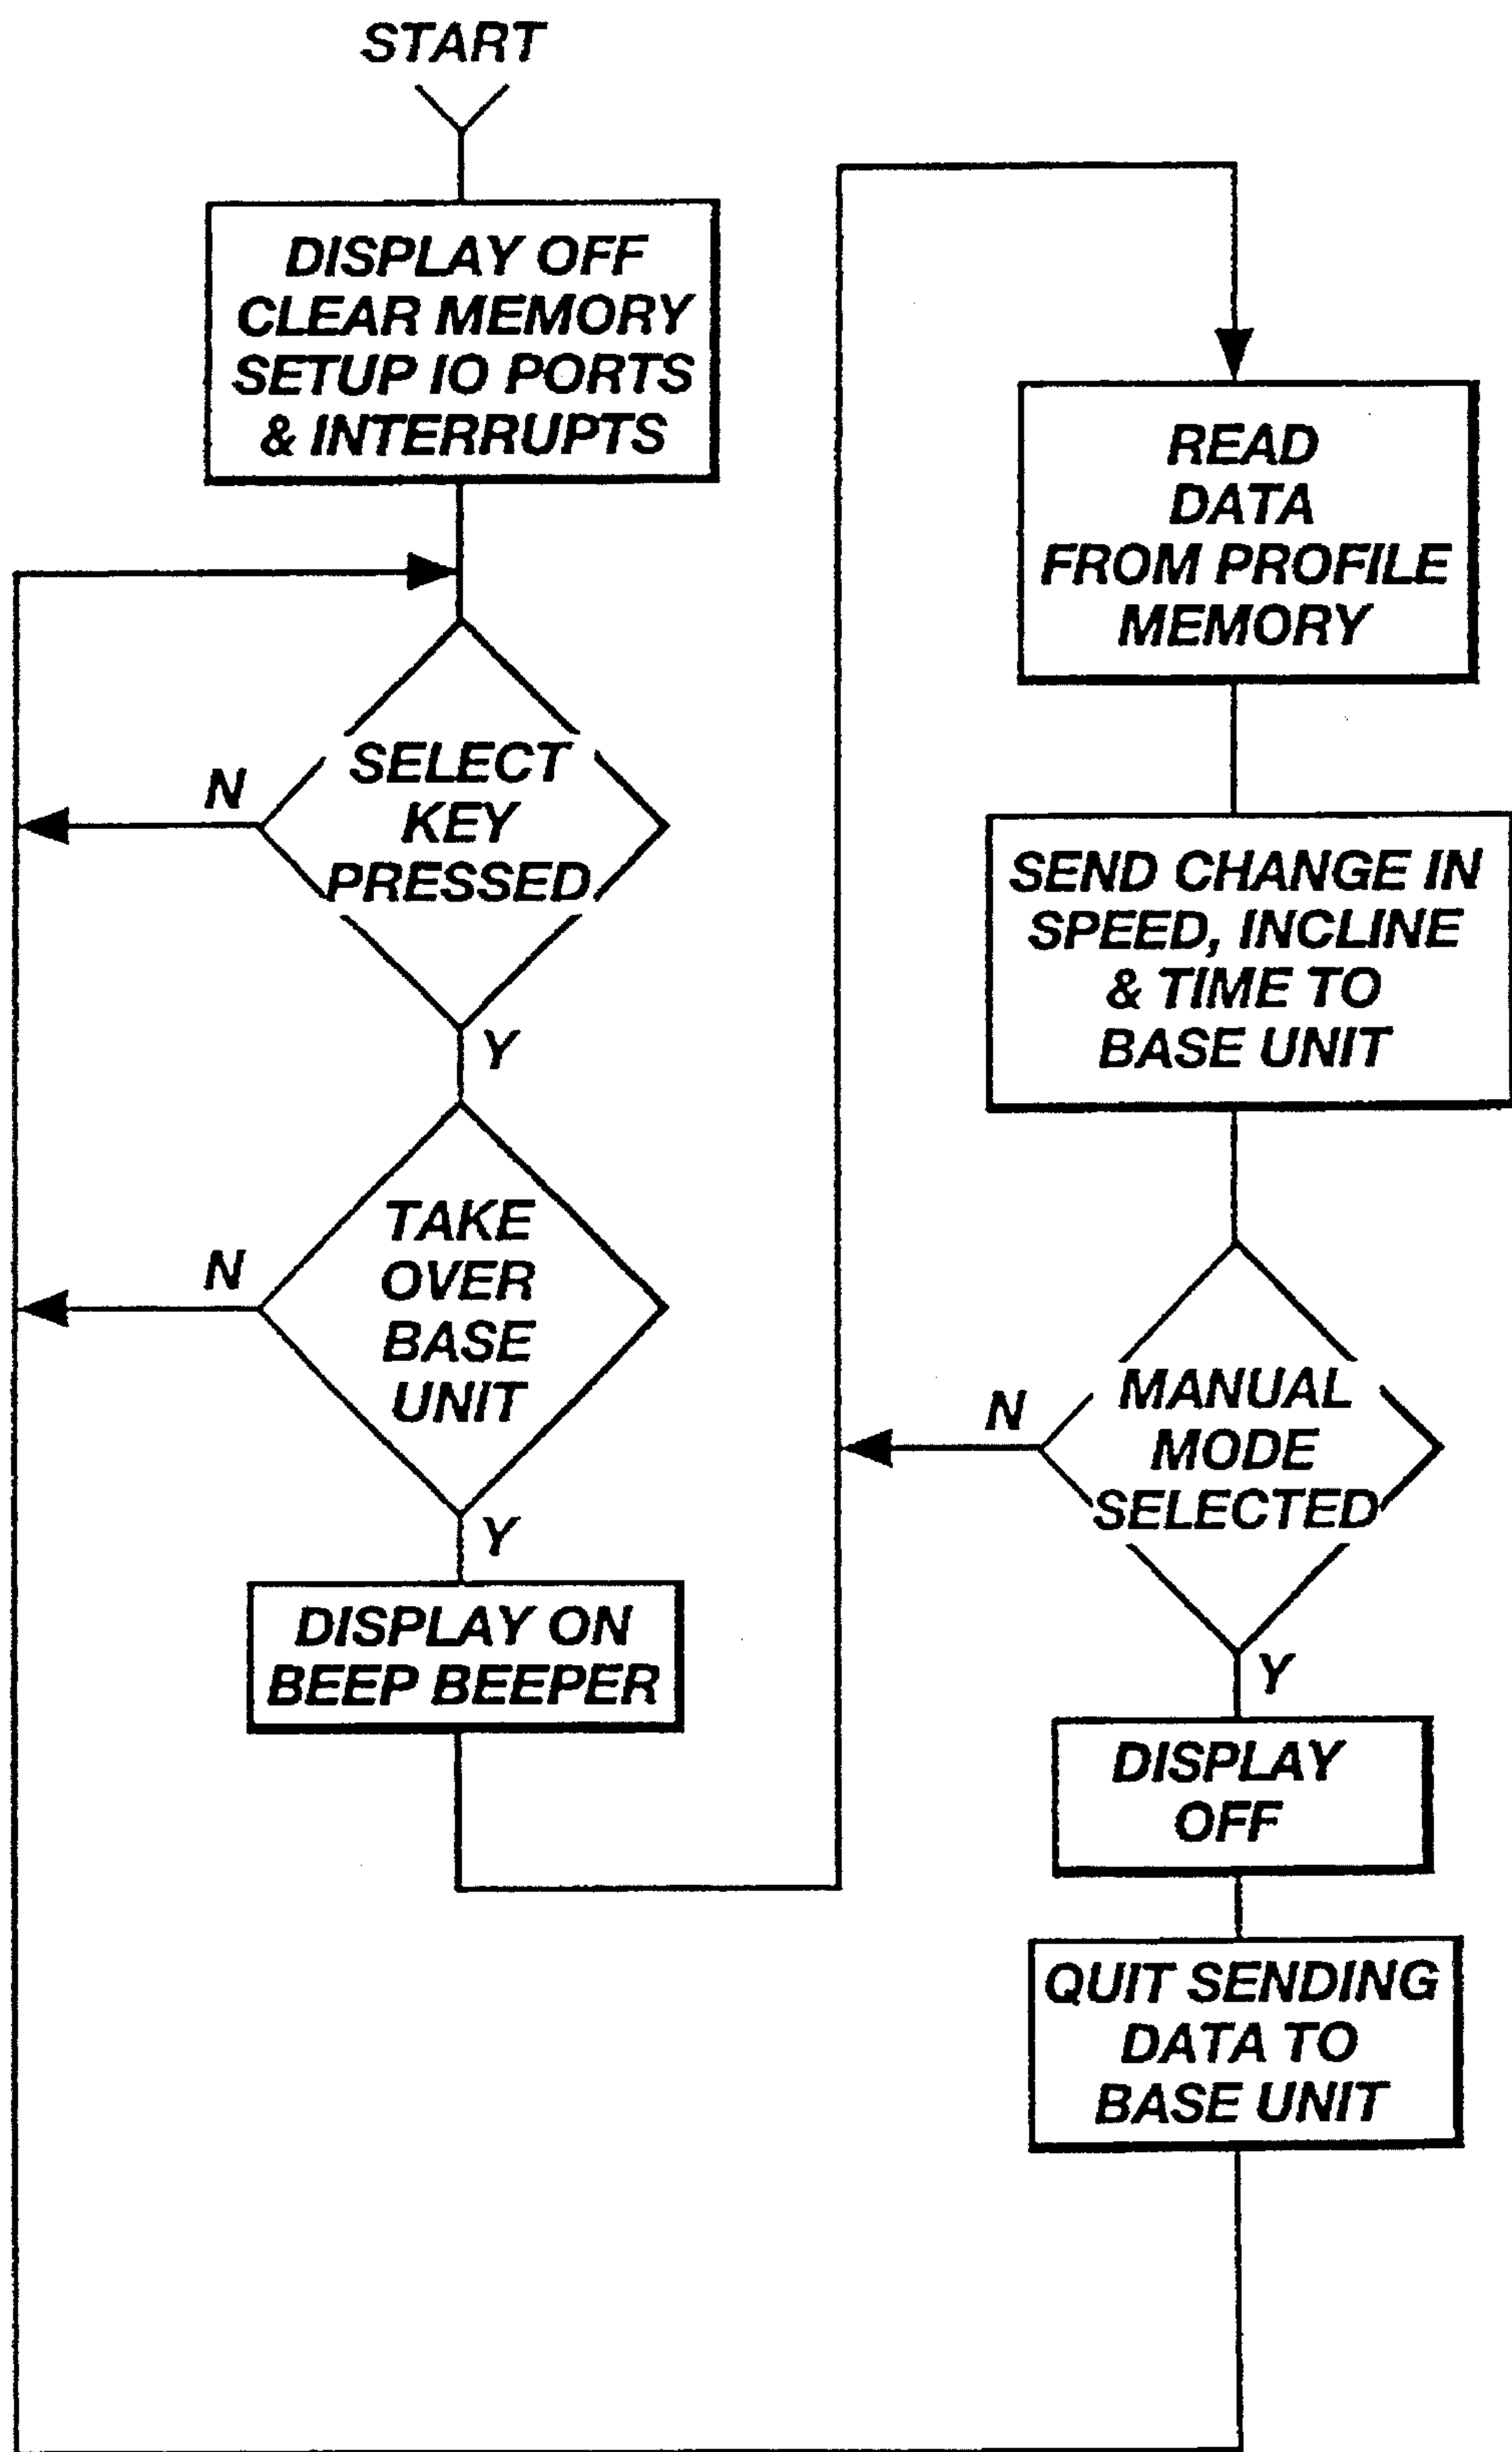 START
DISPLAY OFF
CLEAR MEMORY
SETUP IO PORTS
& INTERRUPTS
SELECT
KEY
PRESSED
N
Y
TAKE
OVER
BASE
UNIT
N
Y
DISPLAY ON
BEEP BEEPER
READ
DATA
FROM PROFILE
MEMORY
SEND CHANGE IN
SPEED, INCLINE
& TIME TO
BASE UNIT
MANUAL
MODE
SELECTED
N
Y
DISPLAY
OFF
QUIT SENDING
DATA TO
BASE UNIT